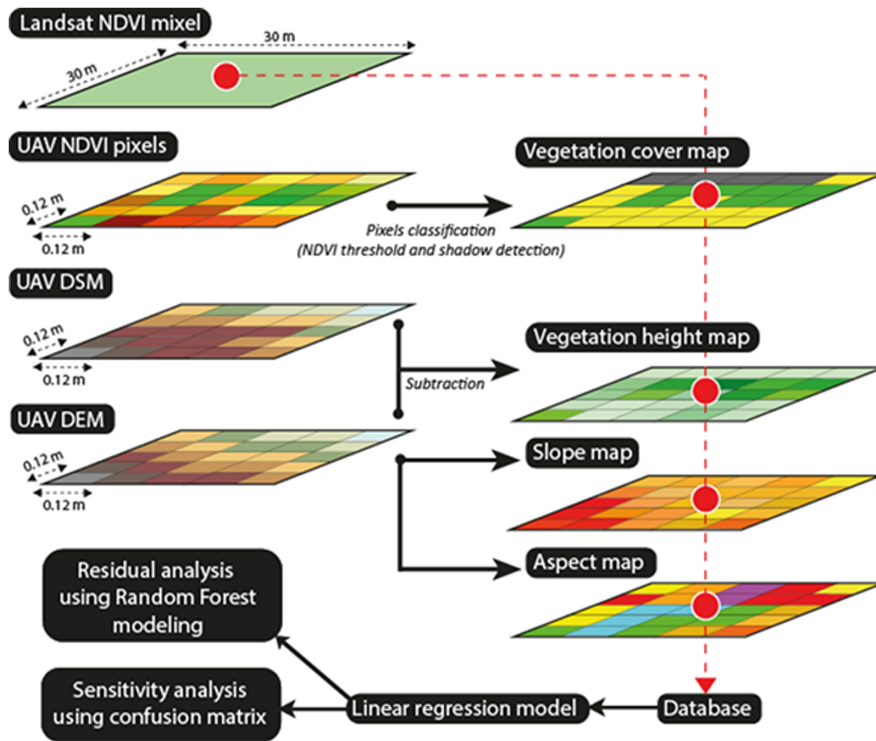 Landsat NDVI mixel
30 m
30 m
UAV NDVI pixels
Vegetation cover map
0.12 m
0.12 m
Pixels classification
(NDVI threshold and shadow detection)
UAV DSM
0.12 m
0.12 m
Vegetation height map
Subtraction
UAV DEM
0.12 m
0.12 m
Slope map
Aspect map
Residual analysis
using Random Forest
modeling
Sensitivity analysis
using confusion matrix
Linear regression model
Database